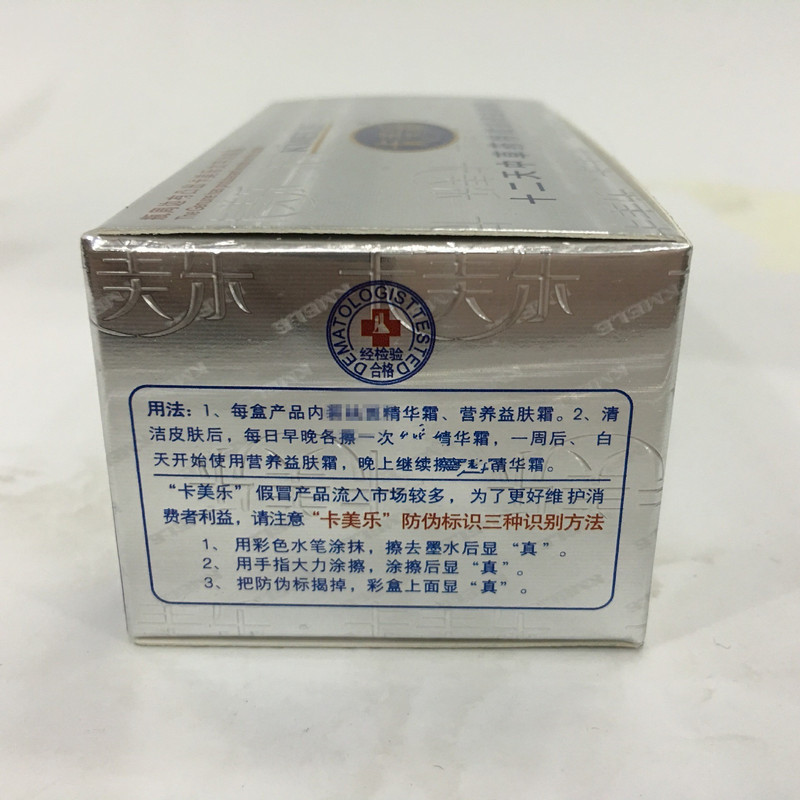 卡美乐
KMELE
DEMATOLOGISTTESTED
经检验
合格
用法：1、每盒产品内 精华霜、营养益肤霜。2、清
洁皮肤后，每日早晚各擦一次 精华霜，一周后、白
天开始使用营养益肤霜，晚上继续擦 精华霜。
“卡美乐”假冒产品流入市场较多，为了更好维护消
费者利益，请注意“卡美乐”防伪标识三种识别方法
1、用彩色水笔涂抹，擦去墨水后显“真”。
2、用手指大力涂擦，涂擦后显“真”。
3、把防伪标揭掉，彩盒上面显“真”。